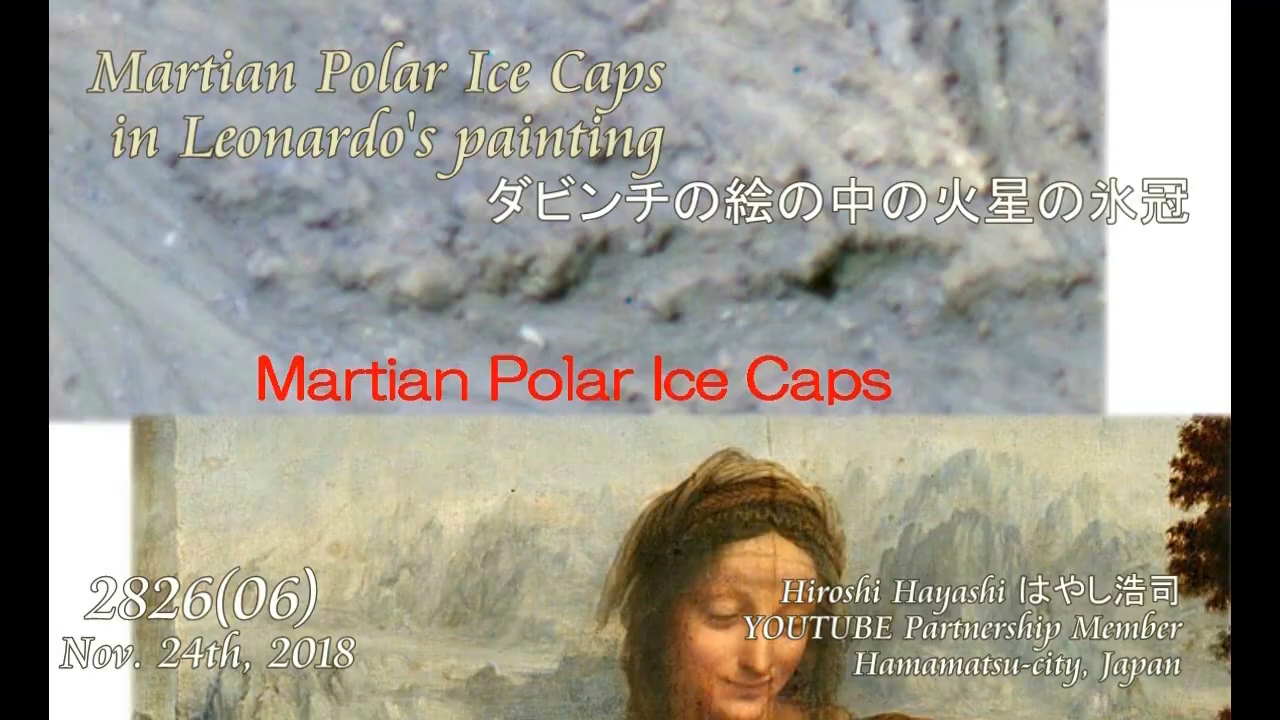 Martian Polar Ice Caps
in Leonardo's painting
ダビンチの絵の中の火星の氷冠
Martian Polar Ice Caps
2826(06)
Nov. 24th, 2018
Hiroshi Hayashi はやし浩司
YOUTUBE Partnership Member
Hamamatsu-city, Japan